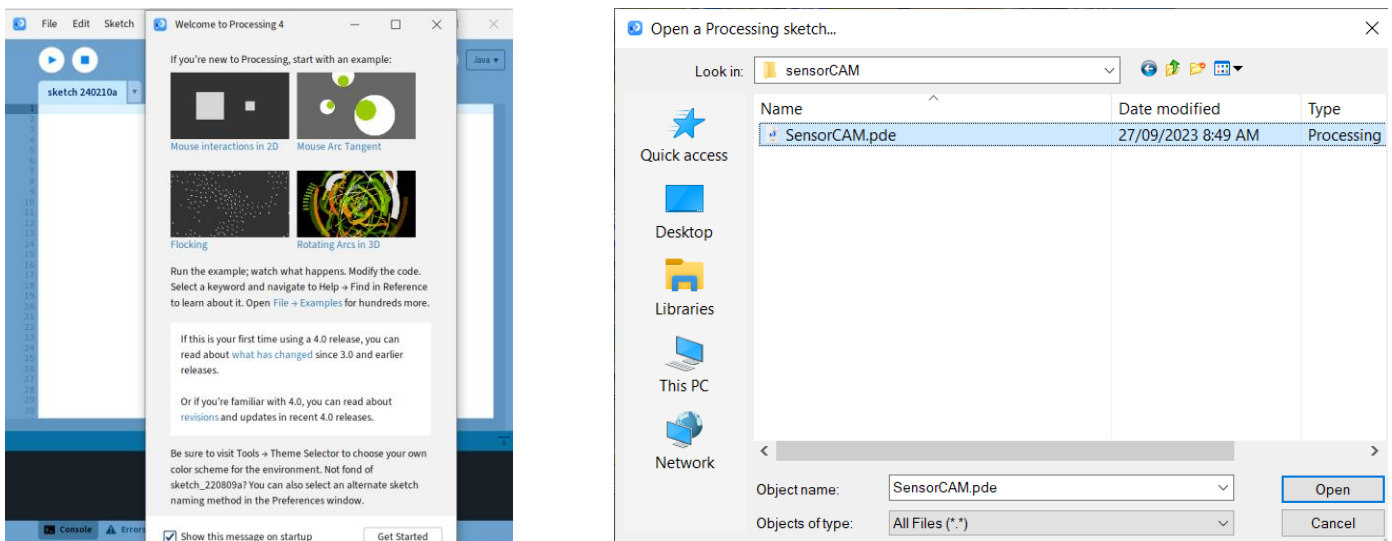 File Edit Sketch
Welcome to Processing 4
Java
sketch 240210a
If you're new to Processing, start with an example:
Mouse interactions in 2D Mouse Arc Tangent
Flocking Rotating Arcs in 3D
Run the example; watch what happens. Modify the code.
Select a keyword and navigate to Help → Find in Reference
to learn about it. Open File → Examples for hundreds more.
If this is your first time using a 4.0 release, you can
read about what has changed since 3.0 and earlier
releases.
Or if you're familiar with 4.0, you can read about
revisions and updates in recent 4.0 releases.
Be sure to visit Tools → Theme Selector to choose your own
color scheme for the environment. Not fond of
sketch_220809a? You can also select an alternate sketch
naming method in the Preferences window.
Console Errors
Show this message on startup Get Started
Open a Processing sketch...
Look in: sensorCAM
Name Date modified Type
SensorCAM.pde 27/09/2023 8:49 AM Processing
Quick access
Desktop
Libraries
This PC
Network
Object name: SensorCAM.pde Open
Objects of type: All Files (*.*) Cancel